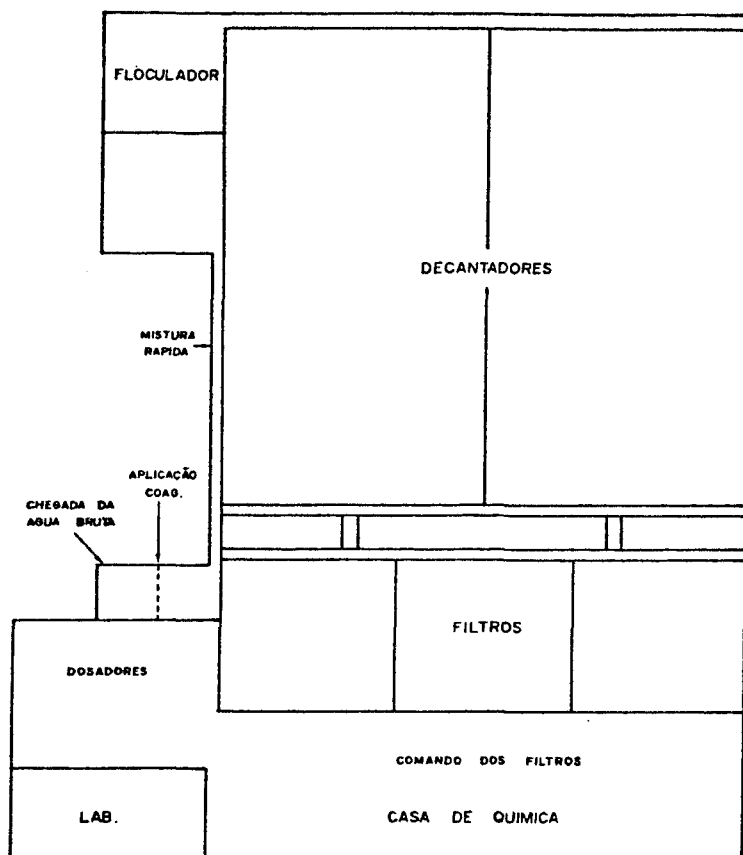 FLOCULADOR
DECANTADORES
MISTURA
RAPIDA
APLICAÇÃO
COAG.
CHEGADA DA
AGUA BRUTA
FILTROS
DOSADORES
COMANDO DOS FILTROS
LAB.
CASA DE QUIMICA